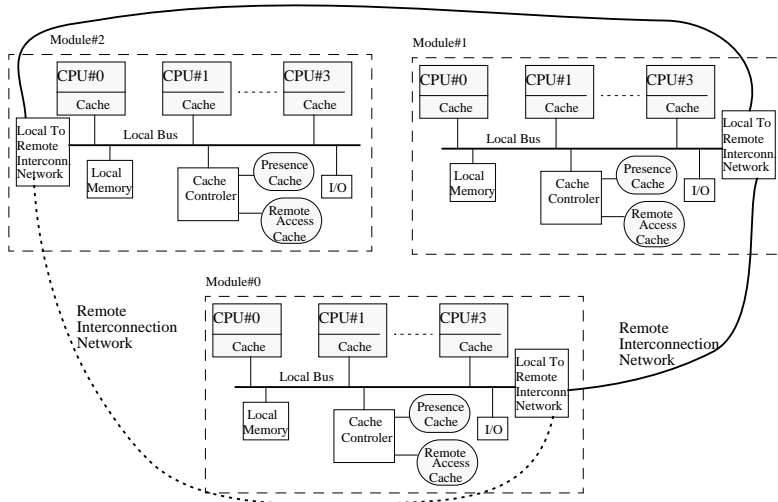 Module#2
CPU#0
CPU#1
CPU#3
Cache
Cache
Cache
Local To
Remote
Interconn.
Network
Local Bus
Local
Memory
Cache
Controler
Presence
Cache
Remote
Access
Cache
I/O
Module#1
CPU#0
CPU#1
CPU#3
Cache
Cache
Cache
Local To
Remote
Interconn.
Network
Local Bus
Local
Memory
Cache
Controler
Presence
Cache
Remote
Access
Cache
I/O
Module#0
CPU#0
CPU#1
CPU#3
Cache
Cache
Cache
Local To
Remote
Interconn.
Network
Local Bus
Local
Memory
Cache
Controler
Presence
Cache
Remote
Access
Cache
I/O
Remote
Interconnection
Network
Remote
Interconnection
Network